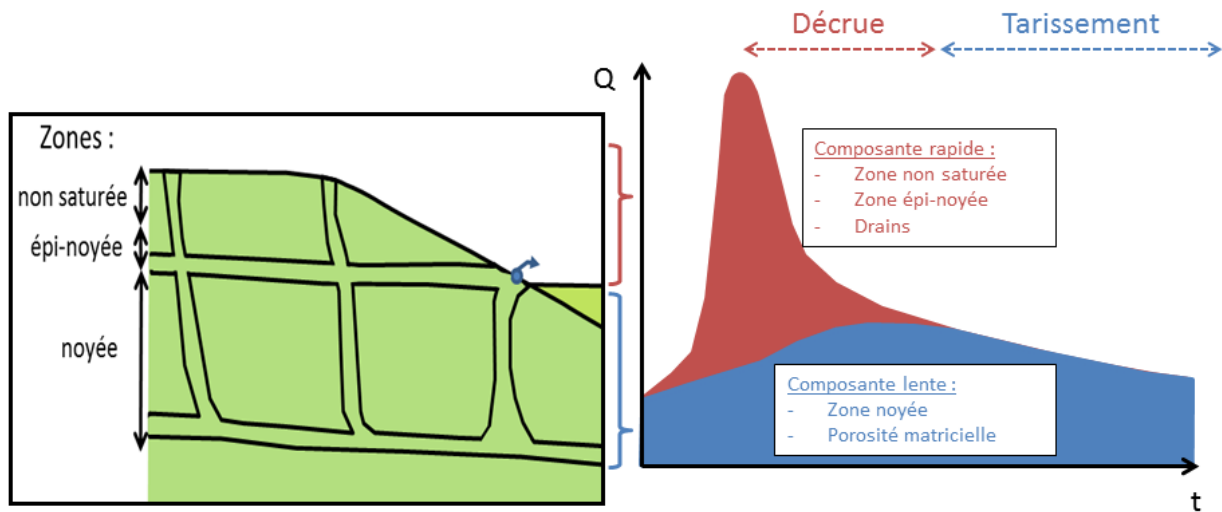 Zones :
non saturée
épi-noyée
noyée
Décrue
Tarissement
Q
Composante rapide :
- Zone non saturée
- Zone épi-noyée
- Drains
Composante lente :
- Zone noyée
- Porosité matricielle
t